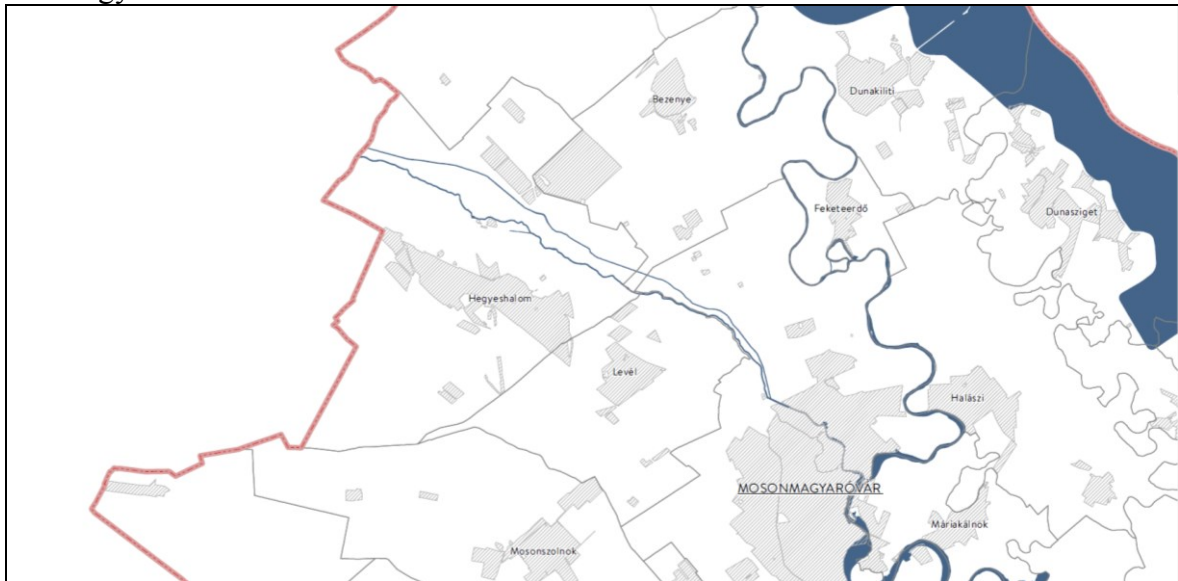 Bezenye
Dunakiliti
Feketeerdő
Dunasziget
Hegyeshalom
Levél
Halászi
MOSONMAGYARÓVÁR
Máriakálnok
Mosonszolnok